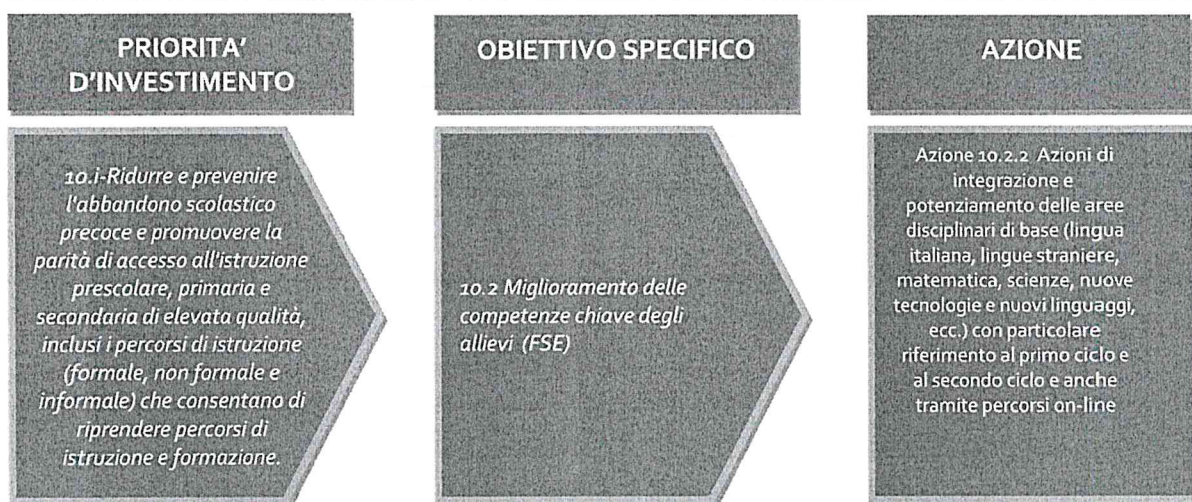 PRIORITA'
D'INVESTIMENTO
10.i-Ridurre e prevenire
l'abbandono scolastico
precoce e promuovere la
parità di accesso all'istruzione
prescolare, primaria e
secondaria di elevata qualità,
inclusi i percorsi di istruzione
(formale, non formale e
informale) che consentano di
riprendere percorsi di
istruzione e formazione.
OBIETTIVO SPECIFICO
10.2 Miglioramento delle
competenze chiave degli
allievi (FSE)
AZIONE
Azione 10.2.2 Azioni di
integrazione e
potenziamento delle aree
disciplinari di base (lingua
italiana, lingue straniere,
matematica, scienze, nuove
tecnologie e nuovi linguaggi,
ecc.) con particolare
riferimento al primo ciclo e
al secondo ciclo e anche
tramite percorsi on-line